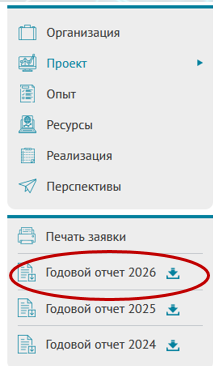 Организация
Проект
Опыт
Ресурсы
Реализация
Перспективы
Печать заявки
Годовой отчет 2026
Годовой отчет 2025
Годовой отчет 2024